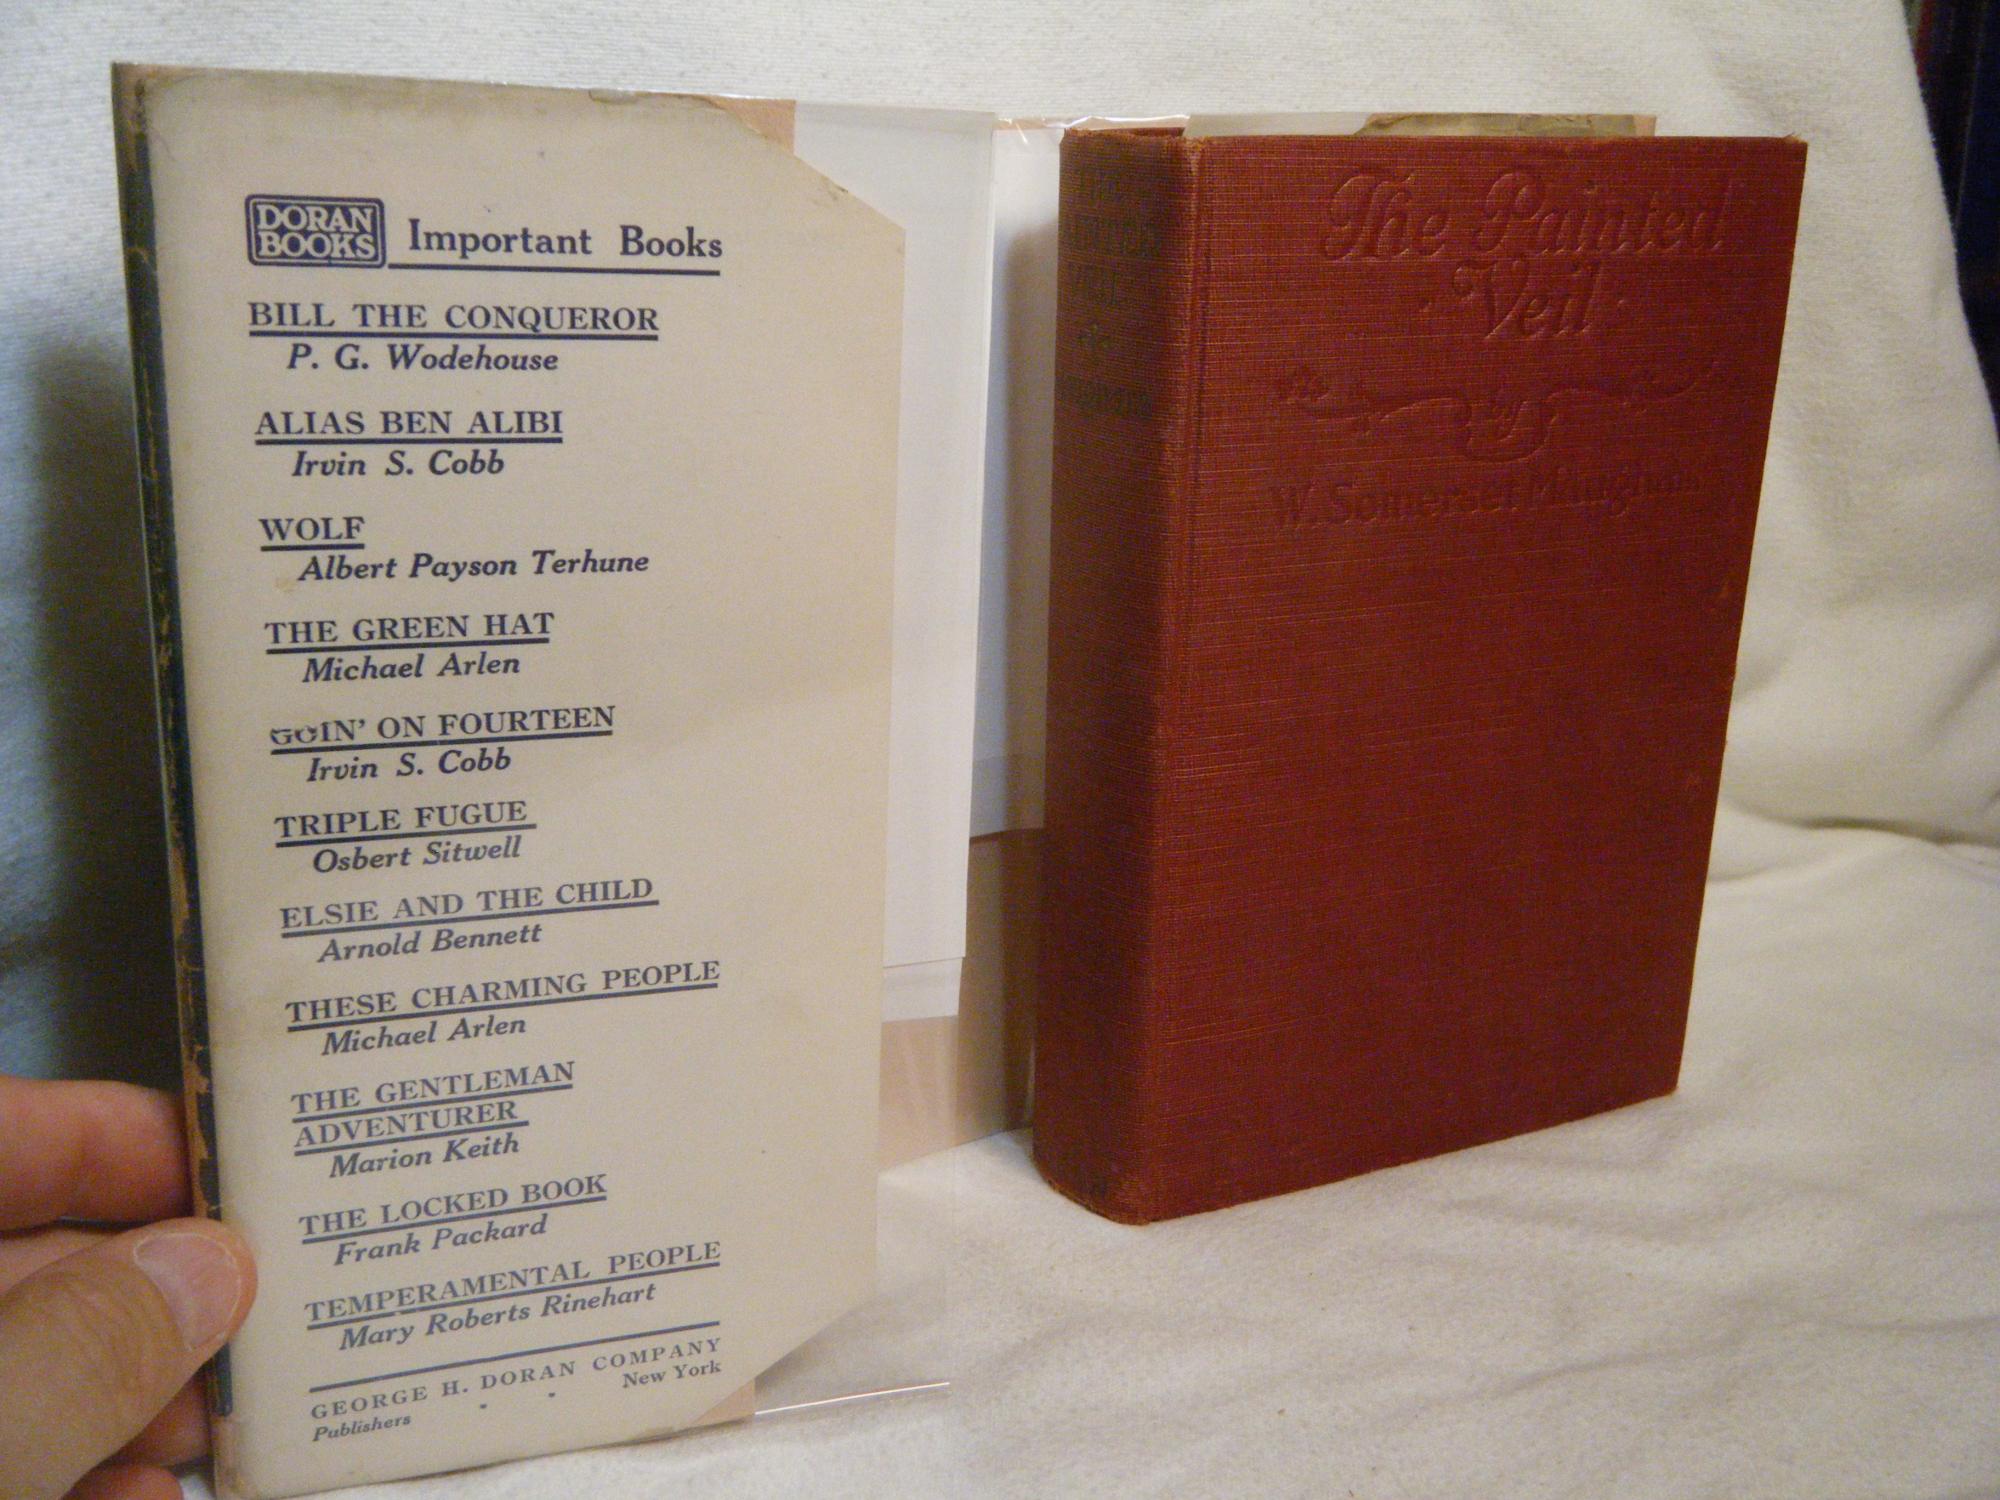 DORAN
BOOKS
Important Books
BILL THE CONQUEROR
P. G. Wodehouse
ALIAS BEN ALIBI
Irvin S. Cobb
WOLF
Albert Payson Terhune
THE GREEN HAT
Michael Arlen
GOIN' ON FOURTEEN
Irvin S. Cobb
TRIPLE FUGUE
Osbert Sitwell
ELSIE AND THE CHILD
Arnold Bennett
THESE CHARMING PEOPLE
Michael Arlen
THE GENTLEMAN
ADVENTURER
Marion Keith
THE LOCKED BOOK
Frank Packard
TEMPERAMENTAL PEOPLE
Mary Roberts Rinehart
GEORGE H. DORAN COMPANY
Publishers New York
The Painted
Veil
by
W. Somerset Maugham